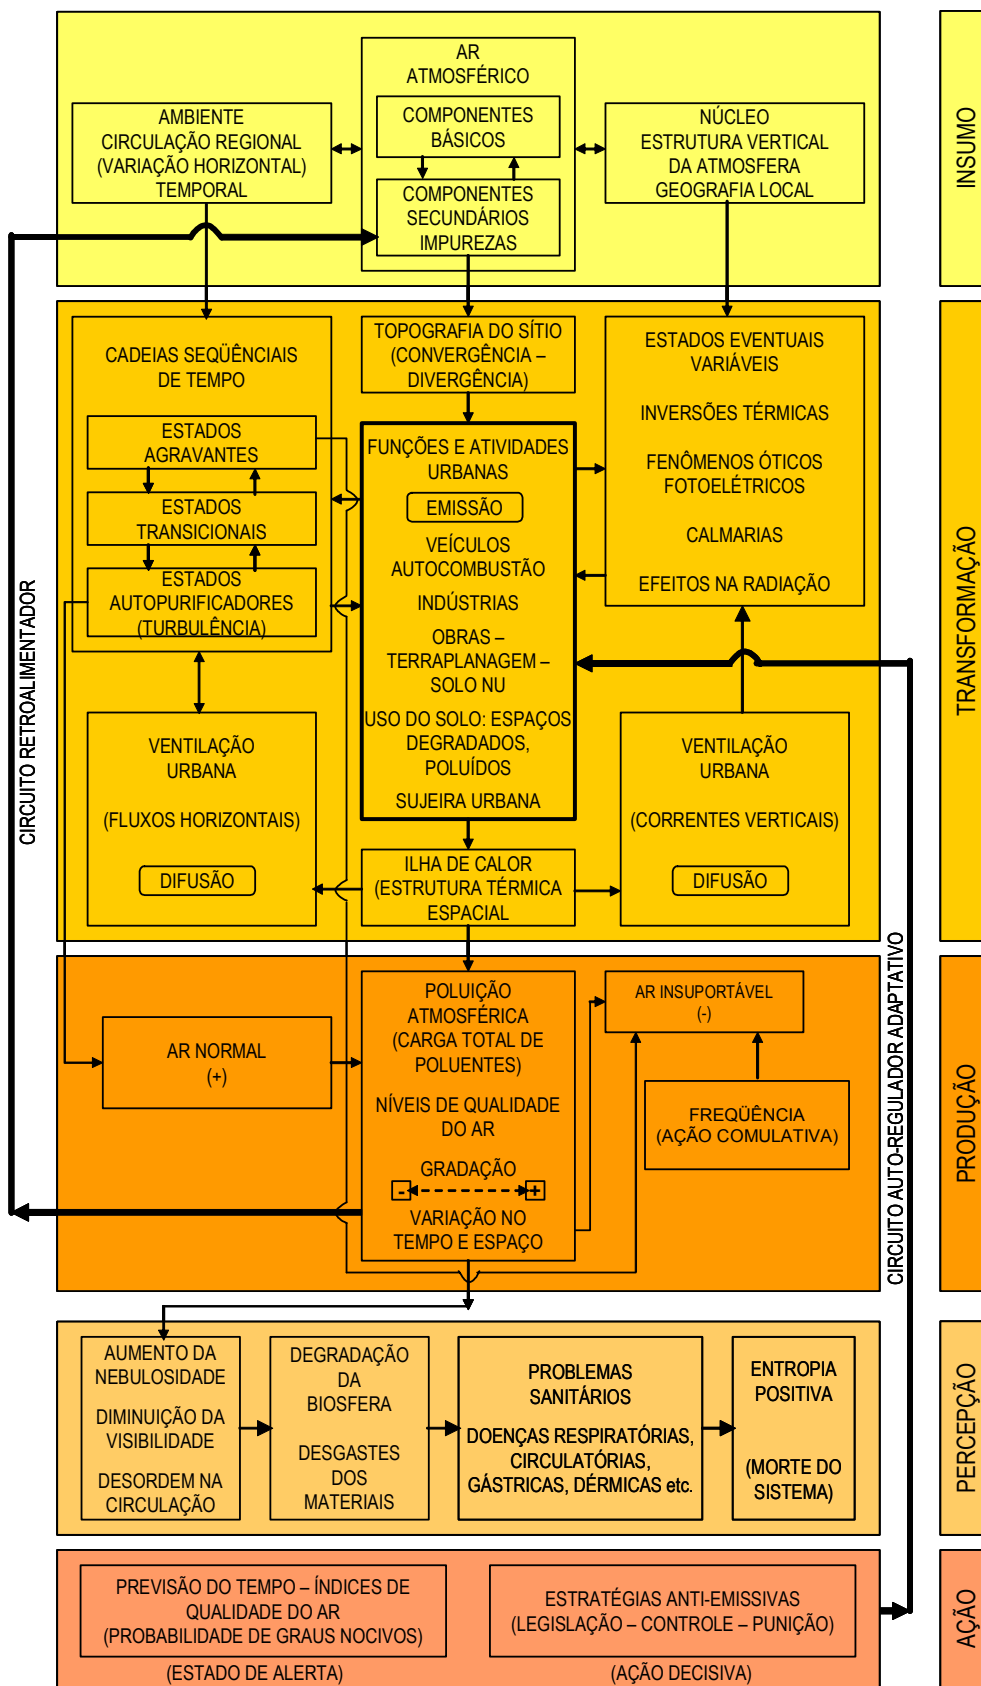 AR
ATMOSFÉRICO
COMPONENTES
BÁSICOS
COMPONENTES
SECUNDÁRIOS
IMPUREZAS
AMBIENTE
CIRCULAÇÃO REGIONAL
(VARIAÇÃO HORIZONTAL)
TEMPORAL
NÚCLEO
ESTRUTURA VERTICAL
DA ATMOSFERA
GEOGRAFIA LOCAL
INSUMO
CADEIAS SEQÜÊNCIAIS
DE TEMPO
ESTADOS
AGRAVANTES
ESTADOS
TRANSICIONAIS
ESTADOS
AUTOPURIFICADORES
(TURBULÊNCIA)
TOPOGRAFIA DO SÍTIO
(CONVERGÊNCIA –
DIVERGÊNCIA)
FUNÇÕES E ATIVIDADES
URBANAS
EMISSÃO
VEÍCULOS
AUTOCOMBUSTÃO
INDÚSTRIAS
OBRAS –
TERRAPLANAGEM –
SOLO NU
USO DO SOLO: ESPAÇOS
DEGRADADOS,
POLUÍDOS
SUJEIRA URBANA
ESTADOS EVENTUAIS
VARIÁVEIS
INVERSÕES TÉRMICAS
FENÔMENOS ÓTICOS
FOTOELÉTRICOS
CALMARIAS
EFEITOS NA RADIAÇÃO
VENTILAÇÃO
URBANA
(FLUXOS HORIZONTAIS)
DIFUSÃO
ILHA DE CALOR
(ESTRUTURA TÉRMICA
ESPACIAL
VENTILAÇÃO
URBANA
(CORRENTES VERTICAIS)
DIFUSÃO
TRANSFORMAÇÃO
CIRCUITO RETROALIMENTADOR
CIRCUITO AUTO-REGULADOR ADAPTATIVO
AR NORMAL
(+)
POLUIÇÃO
ATMOSFÉRICA
(CARGA TOTAL DE
POLUENTES)
NÍVEIS DE QUALIDADE
DO AR
GRADAÇÃO
- +
VARIAÇÃO NO
TEMPO E ESPAÇO
AR INSUPORTÁVEL
(-)
FREQÜÊNCIA
(AÇÃO COMULATIVA)
PRODUÇÃO
AUMENTO DA
NEBULOSIDADE
DIMINUIÇÃO DA
VISIBILIDADE
DESORDEM NA
CIRCULAÇÃO
DEGRADAÇÃO
DA
BIOSFERA
DESGASTES
DOS
MATERIAIS
PROBLEMAS
SANITÁRIOS
DOENÇAS RESPIRATÓRIAS,
CIRCULATÓRIAS,
GÁSTRICAS, DÉRMICAS etc.
ENTROPIA
POSITIVA
(MORTE DO
SISTEMA)
PERCEPÇÃO
PREVISÃO DO TEMPO – ÍNDICES DE
QUALIDADE DO AR
(PROBABILIDADE DE GRAUS NOCIVOS)
(ESTADO DE ALERTA)
ESTRATÉGIAS ANTI-EMISSIVAS
(LEGISLAÇÃO – CONTROLE – PUNIÇÃO)
(AÇÃO DECISIVA)
AÇÃO